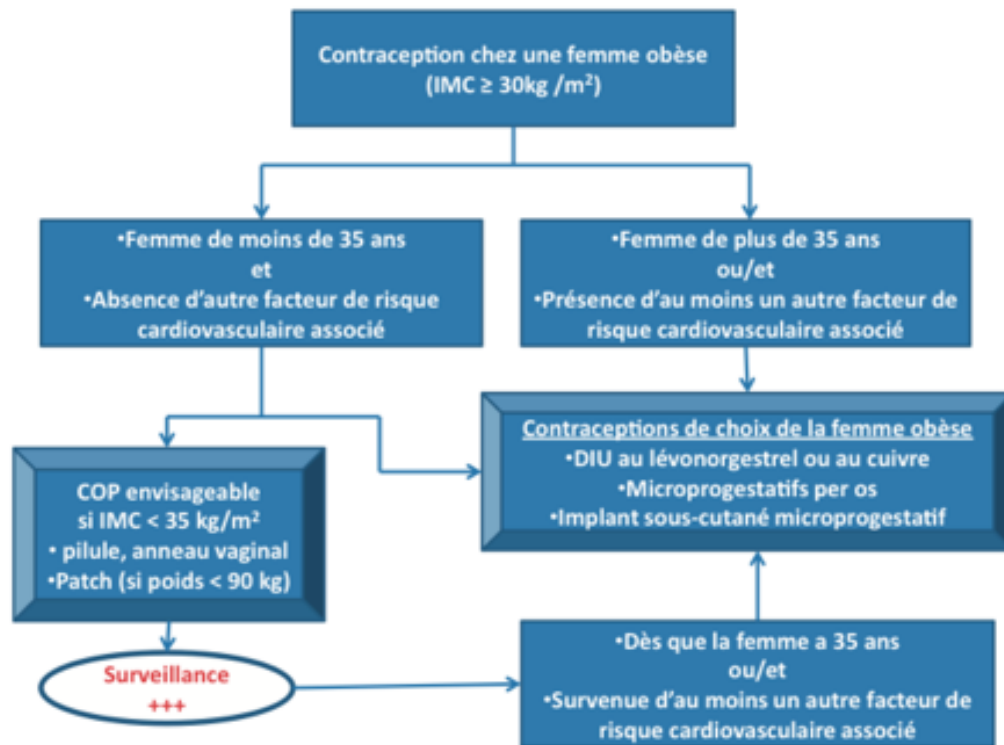 Contraception chez une femme obèse
(IMC ≥ 30kg /m²)
•Femme de moins de 35 ans
et
•Absence d'autre facteur de risque
cardiovasculaire associé
•Femme de plus de 35 ans
ou/et
•Présence d'au moins un autre facteur de
risque cardiovasculaire associé
Contraceptions de choix de la femme obèse
•DIU au lévonorgestrel ou au cuivre
•Microprogestatifs per os
•Implant sous-cutané microprogestatif
COP envisageable
si IMC < 35 kg/m²
• pilule, anneau vaginal
•Patch (si poids < 90 kg)
Surveillance
+++
•Dès que la femme a 35 ans
ou/et
•Survenue d'au moins un autre facteur de
risque cardiovasculaire associé